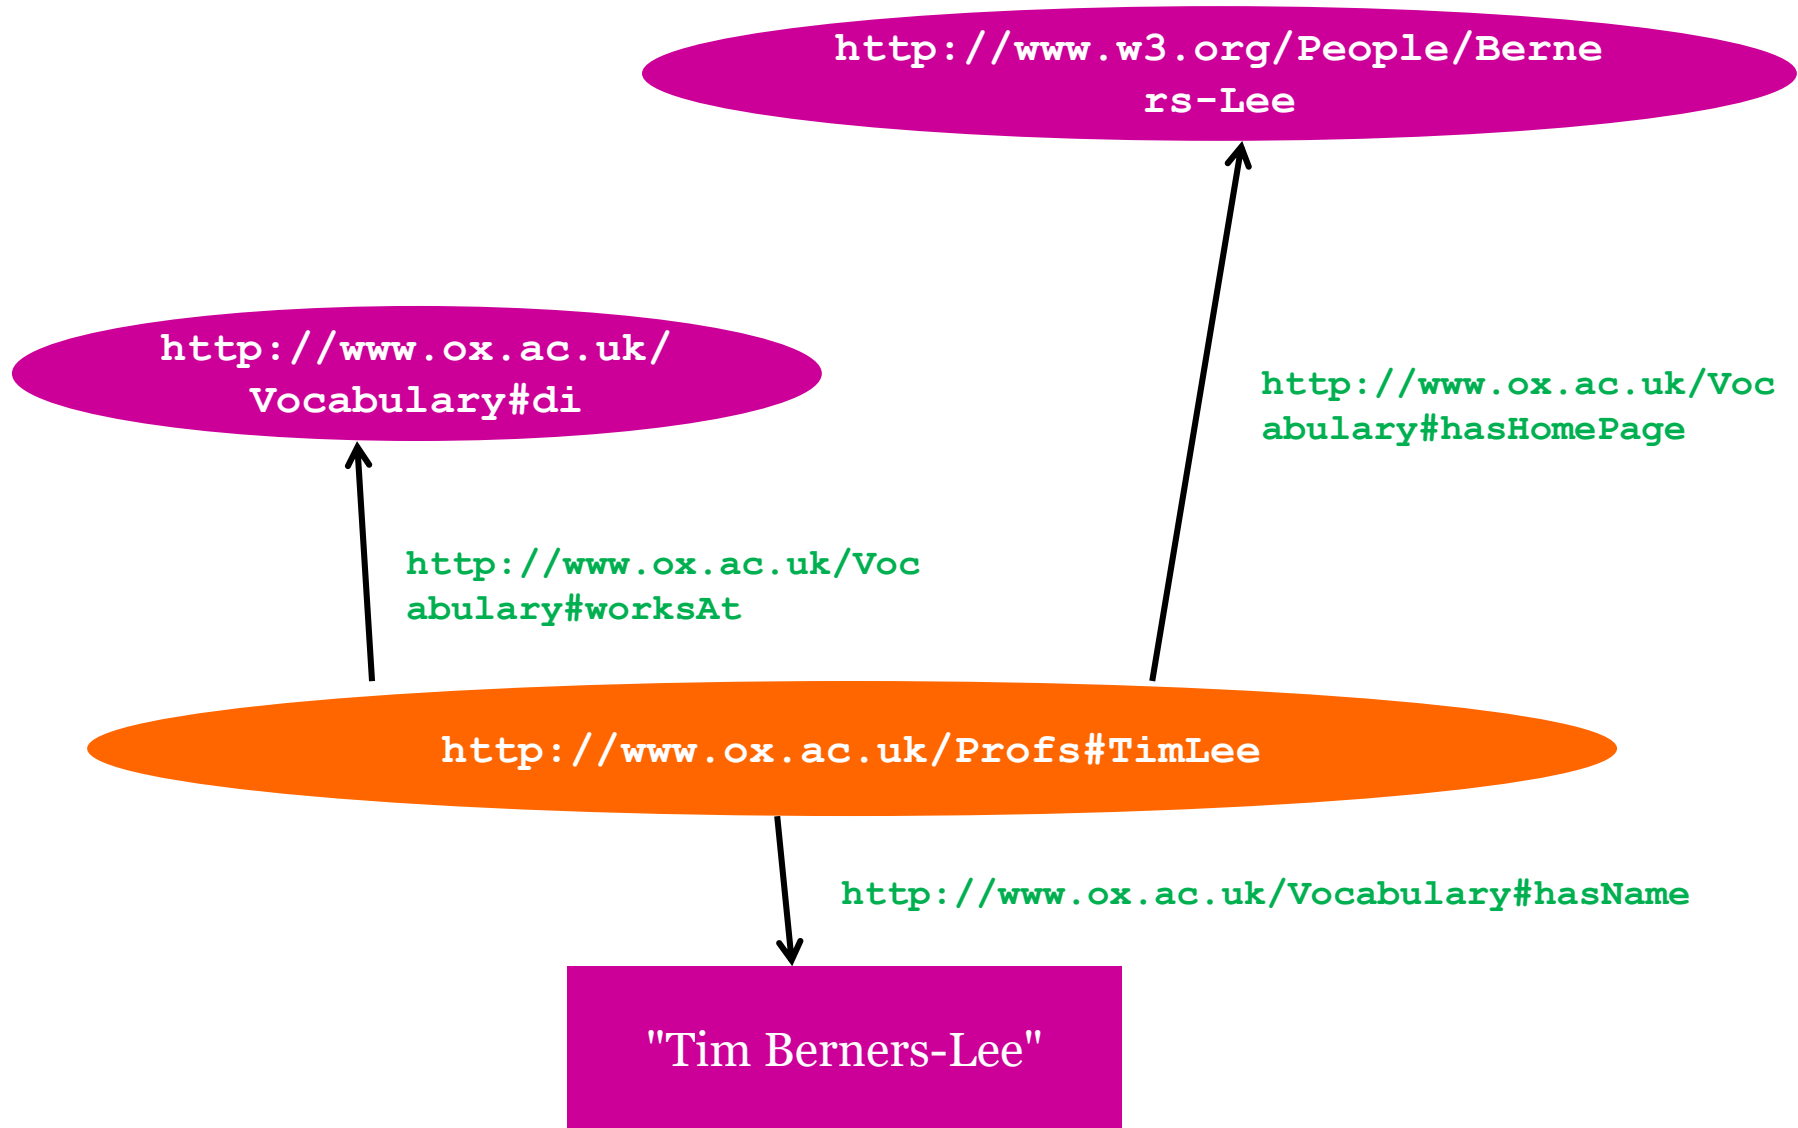 http://www.w3.org/People/Berne
rs-Lee
http://www.ox.ac.uk/
Vocabulary#di
http://www.ox.ac.uk/Voc
abulary#hasHomePage
http://www.ox.ac.uk/Voc
abulary#worksAt
http://www.ox.ac.uk/Profs#TimLee
http://www.ox.ac.uk/Vocabulary#hasName
"Tim Berners-Lee"